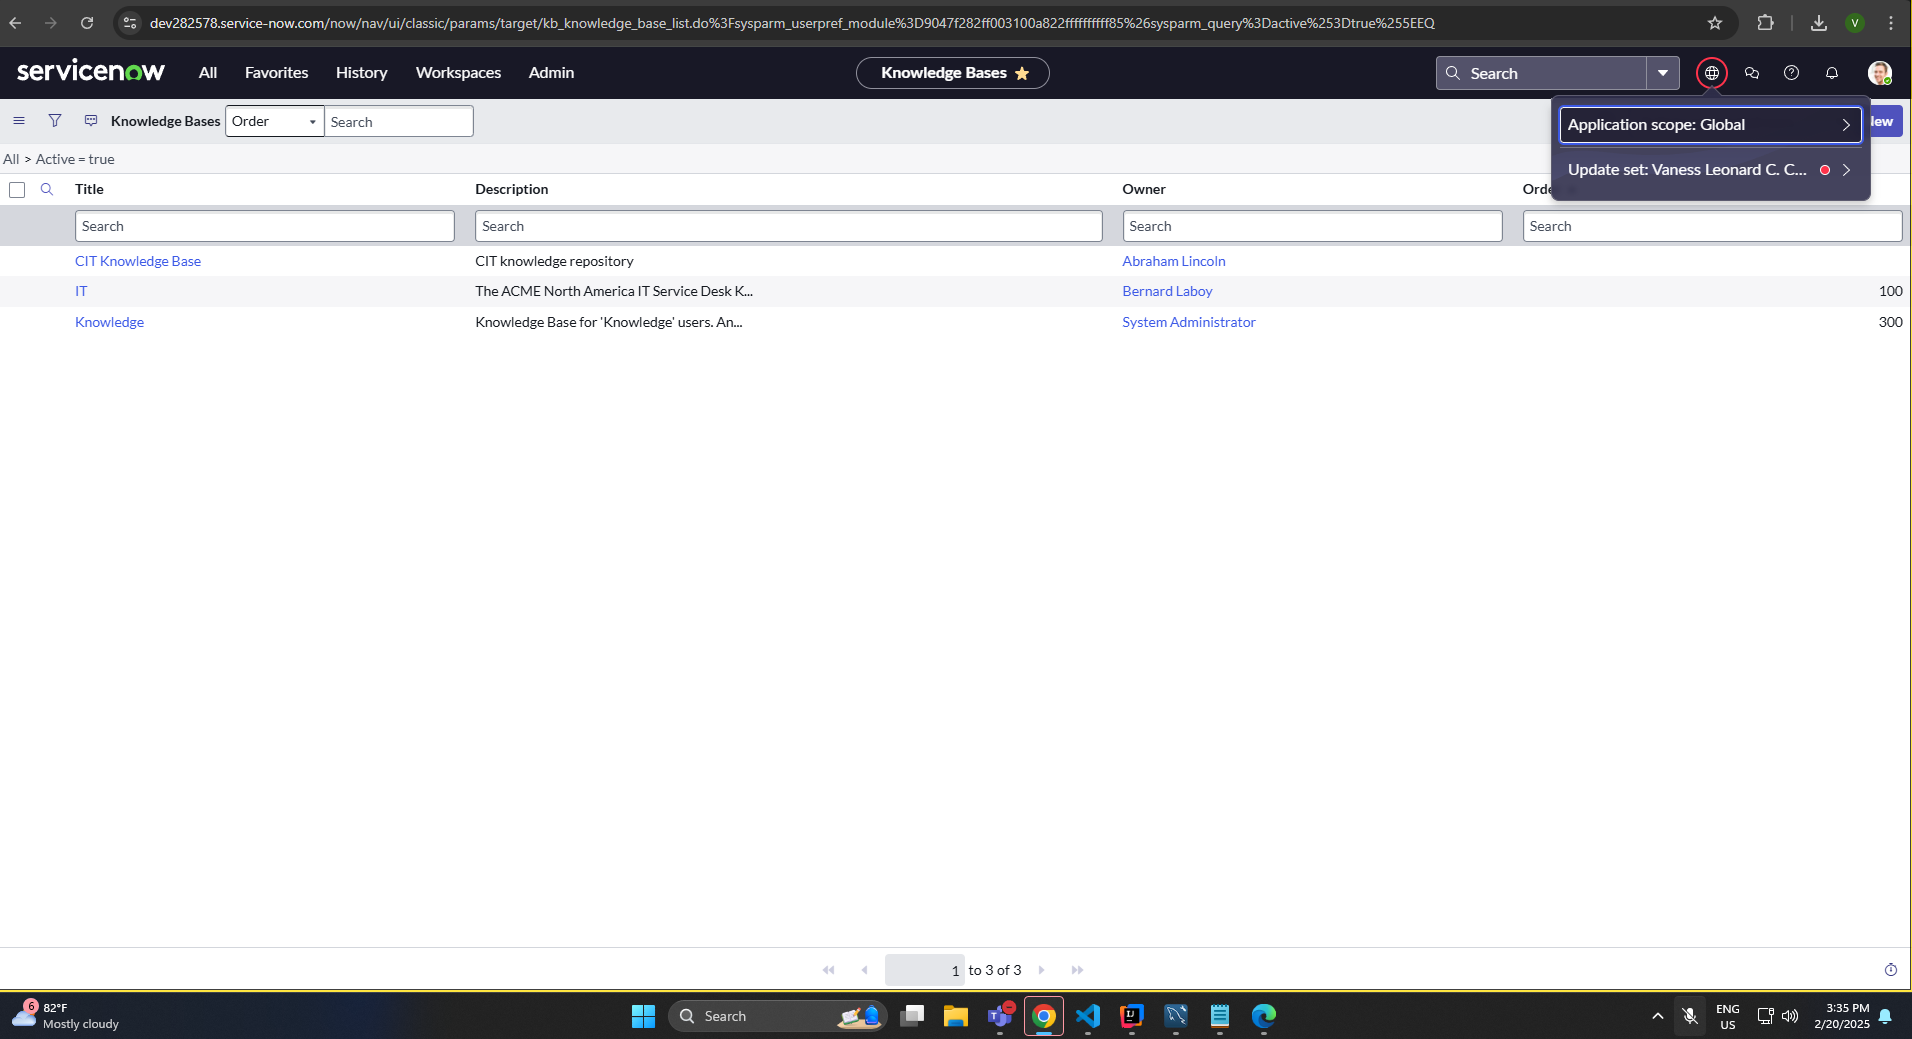 dev282578.service-now.com/now/nav/ui/classic/params/target/kb_knowledge_base_list.do%3Fsysparm_userpref_module%3D9047f282ff003100a822ffffffffff85%26sysparm_query%3Dactive%253Dtrue%255EEQ
V
servicenow All Favorites History Workspaces Admin Knowledge Bases Search
Knowledge Bases Order Search
Application scope: Global
Update set: Vaness Leonard C. C...
All > Active = true
Title Description Owner
Search Search Search Search
CIT Knowledge Base CIT knowledge repository Abraham Lincoln
IT The ACME North America IT Service Desk K... Bernard Laboy 100
Knowledge Knowledge Base for 'Knowledge' users. An... System Administrator 300
1 to 3 of 3
6 82°F
Mostly cloudy
Search
ENG
US
3:35 PM
2/20/2025